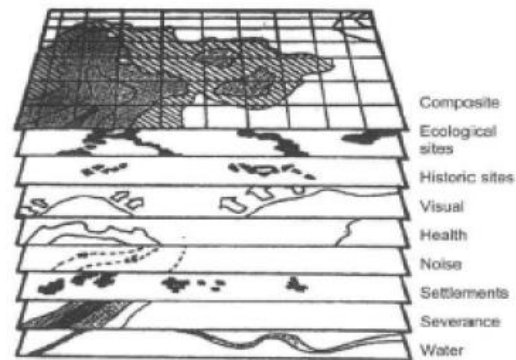 Composite
Ecological
sites
Historic sites
Visual
Health
Noise
Settlements
Severance
Water